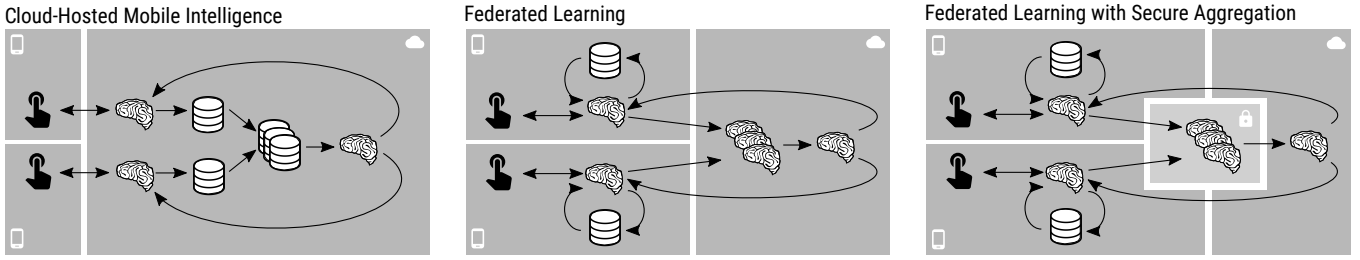 Cloud-Hosted Mobile Intelligence
Federated Learning
Federated Learning with Secure Aggregation